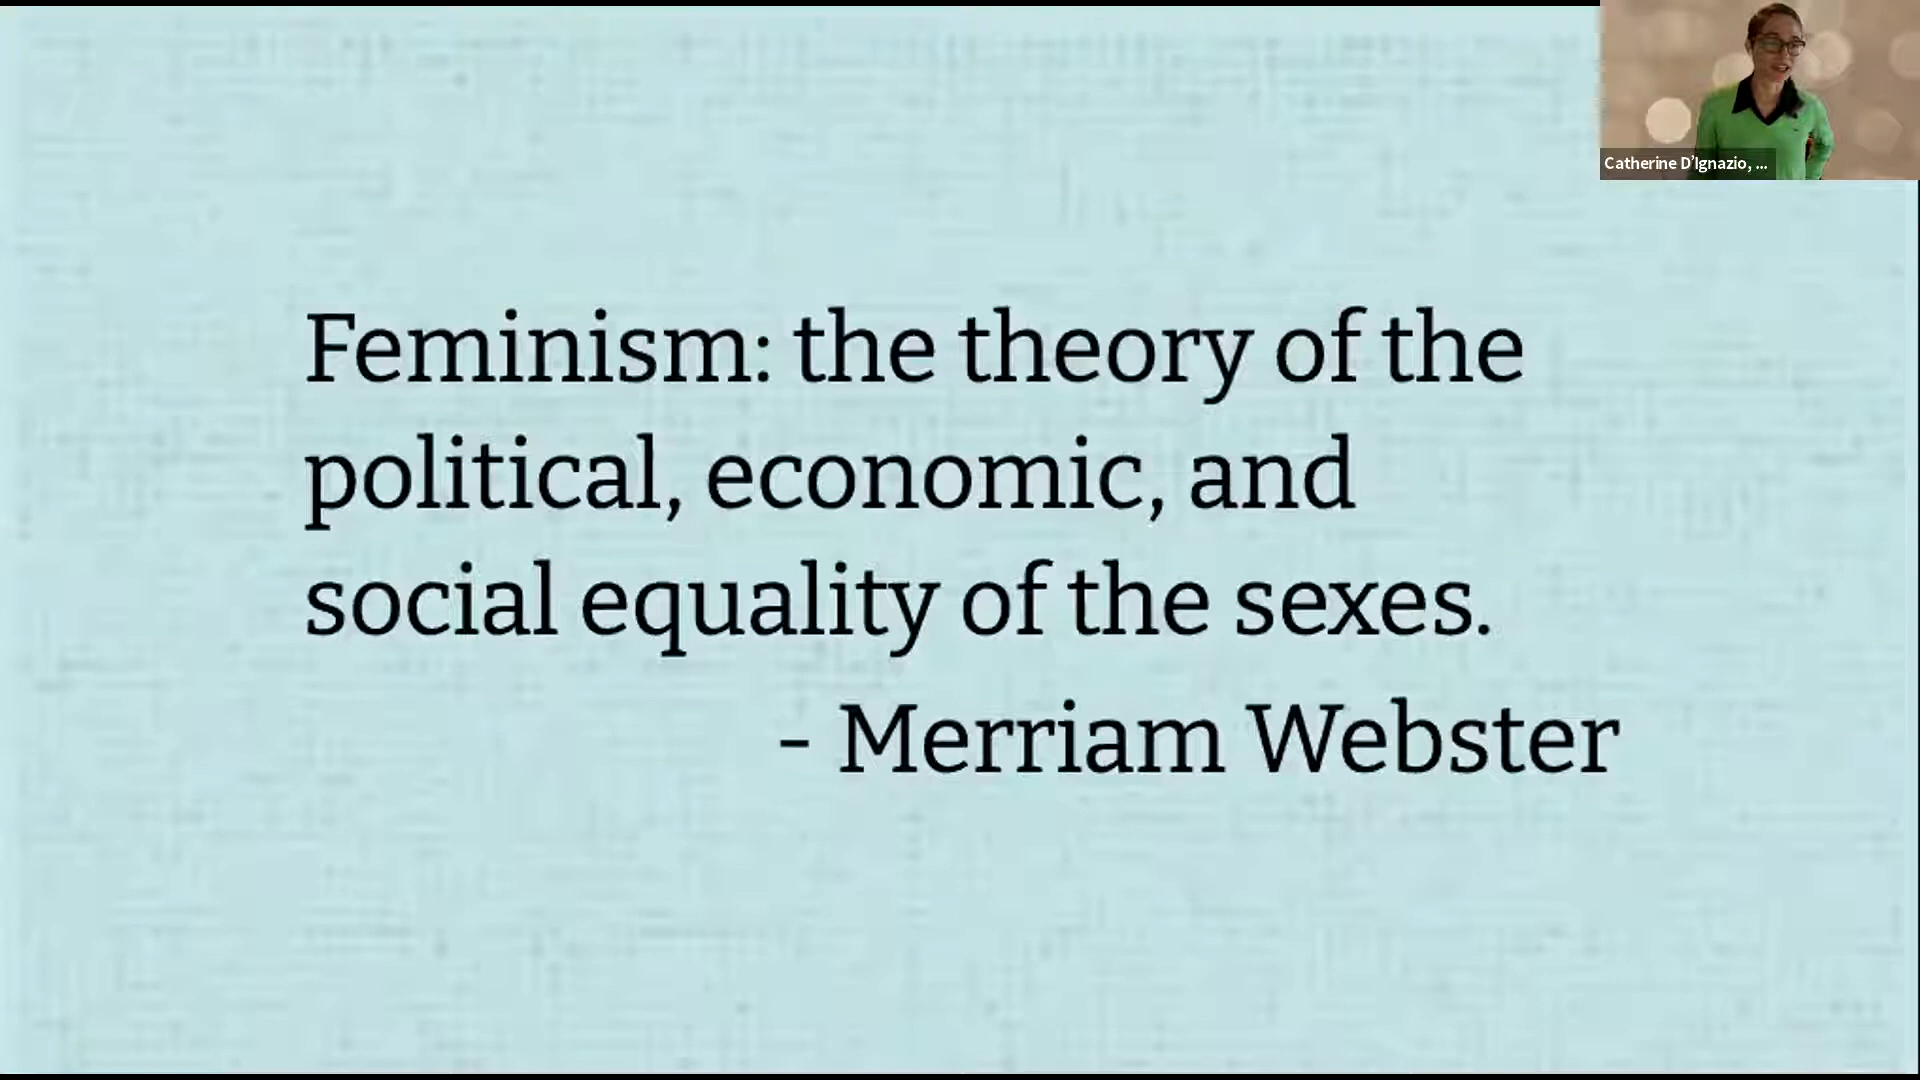 Catherine D'Ignazio, ...
Feminism: the theory of the
political, economic, and
social equality of the sexes.
- Merriam Webster